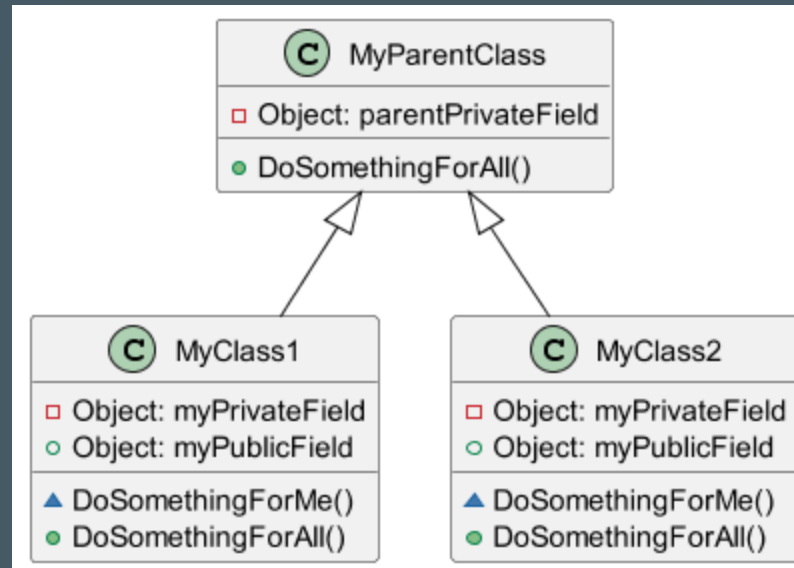 C MyParentClass
Object: parentPrivateField
DoSomethingForAll()
C MyClass1
Object: myPrivateField
Object: myPublicField
DoSomethingForMe()
DoSomethingForAll()
C MyClass2
Object: myPrivateField
Object: myPublicField
DoSomethingForMe()
DoSomethingForAll()